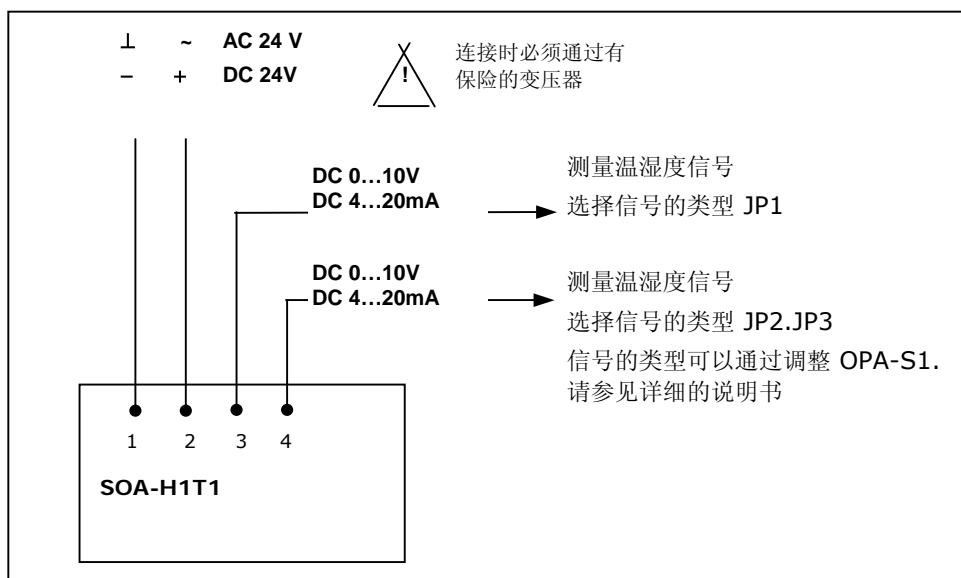 ⊥ ~ AC 24 V
− + DC 24V
!
连接时必须通过有
保险的变压器
DC 0...10V
DC 4...20mA
测量温湿度信号
选择信号的类型 JP1
DC 0...10V
DC 4...20mA
测量温湿度信号
选择信号的类型 JP2.JP3
信号的类型可以通过调整 OPA-S1.
请参见详细的说明书
1 2 3 4
SOA-H1T1